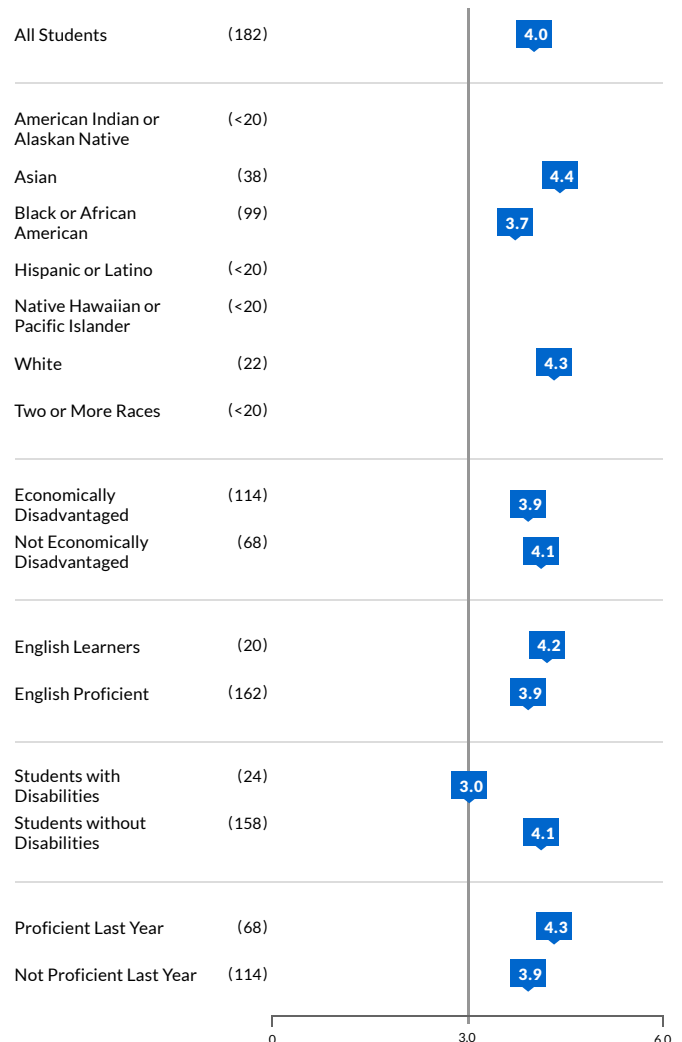 All Students (182) 4.0
American Indian or (<20)
Alaskan Native
Asian (38) 4.4
Black or African (99) 3.7
American
Hispanic or Latino (<20)
Native Hawaiian or (<20)
Pacific Islander
White (22) 4.3
Two or More Races (<20)
Economically (114) 3.9
Disadvantaged
Not Economically (68) 4.1
Disadvantaged
English Learners (20) 4.2
English Proficient (162) 3.9
Students with (24) 3.0
Disabilities
Students without (158) 4.1
Disabilities
Proficient Last Year (68) 4.3
Not Proficient Last Year (114) 3.9
0 3.0 6.0